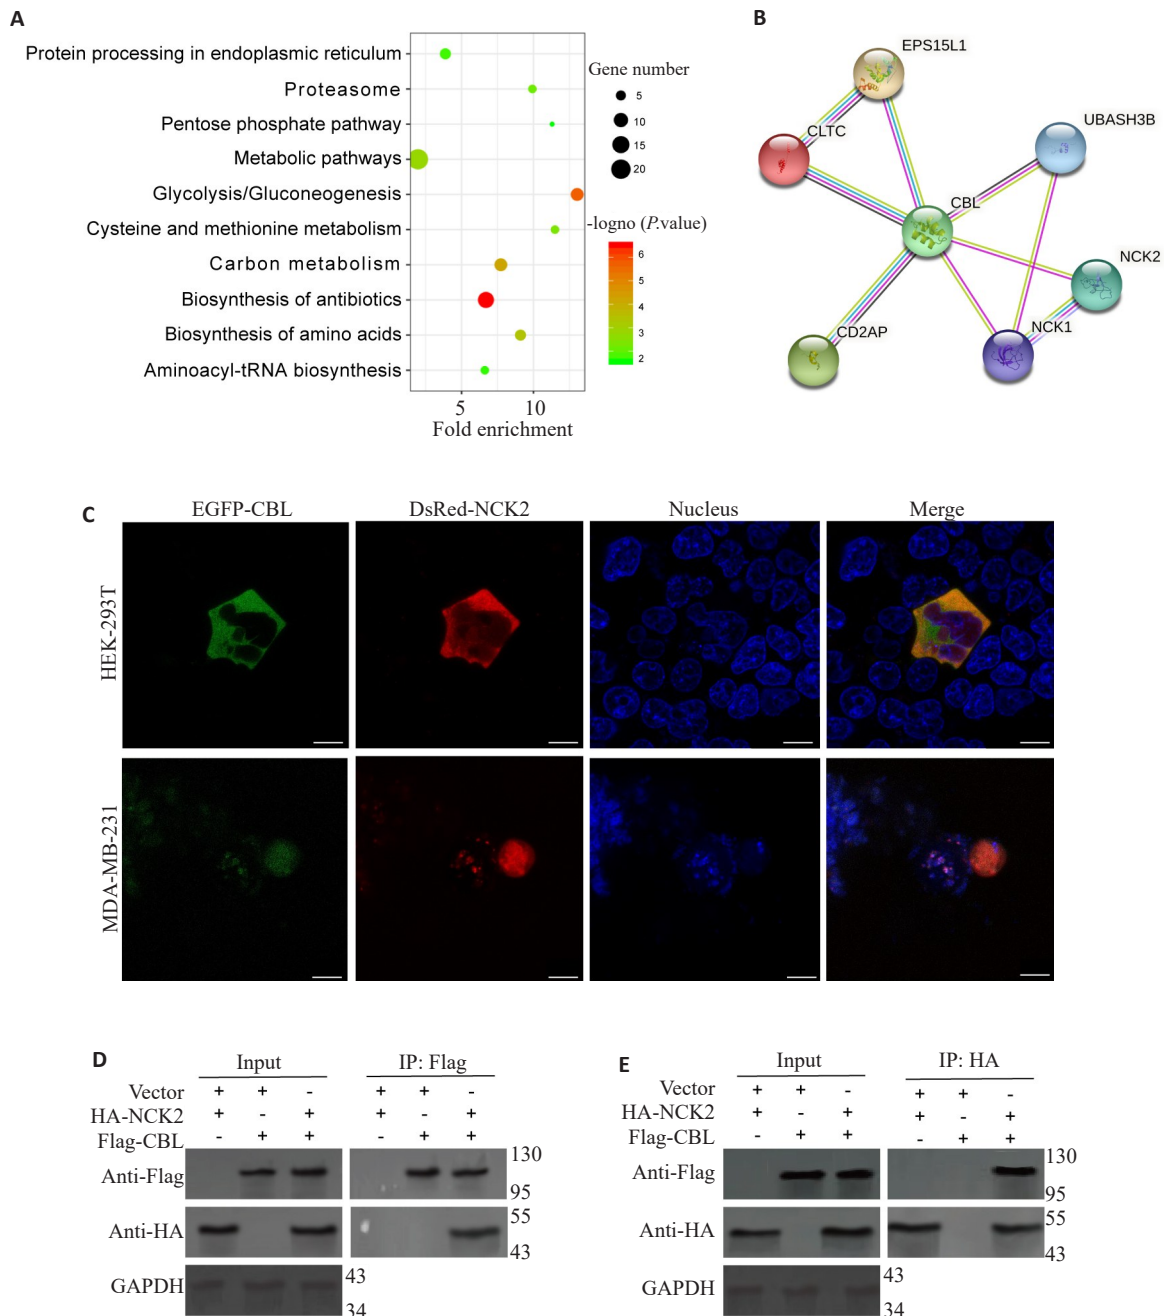 A
Protein processing in endoplasmic reticulum
Proteasome
Pentose phosphate pathway
Metabolic pathways
Glycolysis/Gluconeogenesis
Cysteine and methionine metabolism
Carbon metabolism
Biosynthesis of antibiotics
Biosynthesis of amino acids
Aminoacyl-tRNA biosynthesis
5 10
Fold enrichment
Gene number
5
10
15
20
-logno (P.value)
6
5
4
3
2
B
EPS15L1
UBASH3B
CLTC
CBL
NCK2
NCK1
CD2AP
C
EGFP-CBL DsRed-NCK2 Nucleus Merge
HEK-293T
MDA-MB-231
D
Input IP: Flag
Vector + + - + + -
HA-NCK2 + - + + - +
Flag-CBL - + + - + +
Anti-Flag 130
95
Anti-HA 55
43
GAPDH 43
34
E
Input IP: HA
Vector + + - + + -
HA-NCK2 + - + + - +
Flag-CBL - + + - + +
Anti-Flag 130
95
Anti-HA 55
43
GAPDH 43
34